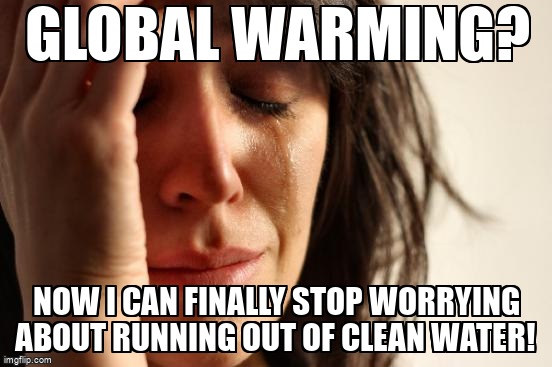 GLOBAL WARMING?
NOW I CAN FINALLY STOP WORRYING
ABOUT RUNNING OUT OF CLEAN WATER!
imgflip.com